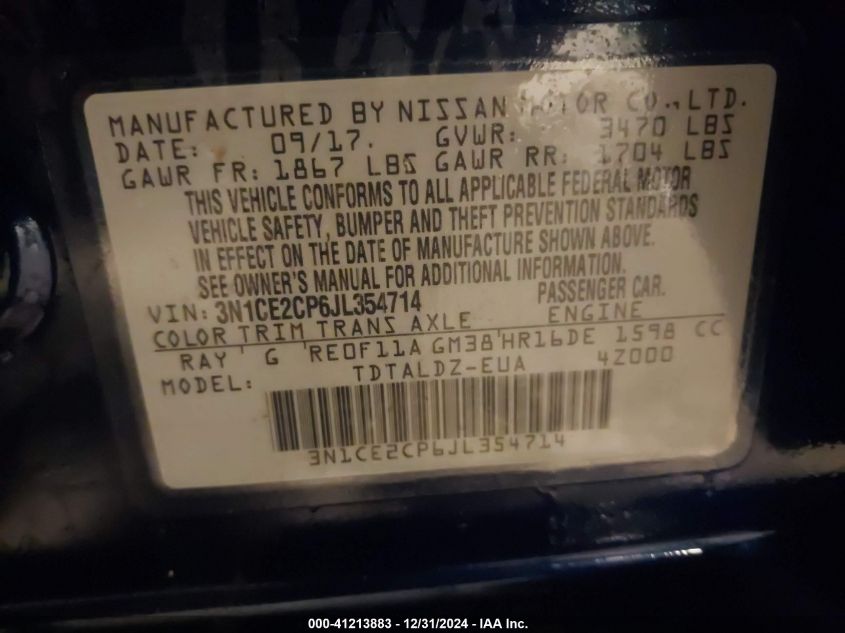 MANUFACTURED BY NISSAN MOTOR CO., LTD.
DATE: 09/17. GVWR: 3470 LBS
GAWR FR: 1867 LBS GAWR RR: 1704 LBS
THIS VEHICLE CONFORMS TO ALL APPLICABLE FEDERAL MOTOR
VEHICLE SAFETY, BUMPER AND THEFT PREVENTION STANDARDS
IN EFFECT ON THE DATE OF MANUFACTURE SHOWN ABOVE.
SEE OWNER'S MANUAL FOR ADDITIONAL INFORMATION.
VIN: 3N1CE2CP6JL354714 PASSENGER CAR.
COLOR TRIM TRANS AXLE ENGINE
RAY G RE0F11A GM38 HR16DE 1598 CC
MODEL: TDTALDZ-EUA 4Z000
3N1CE2CP6JL354714
000-41213883 - 12/31/2024 - IAA Inc.